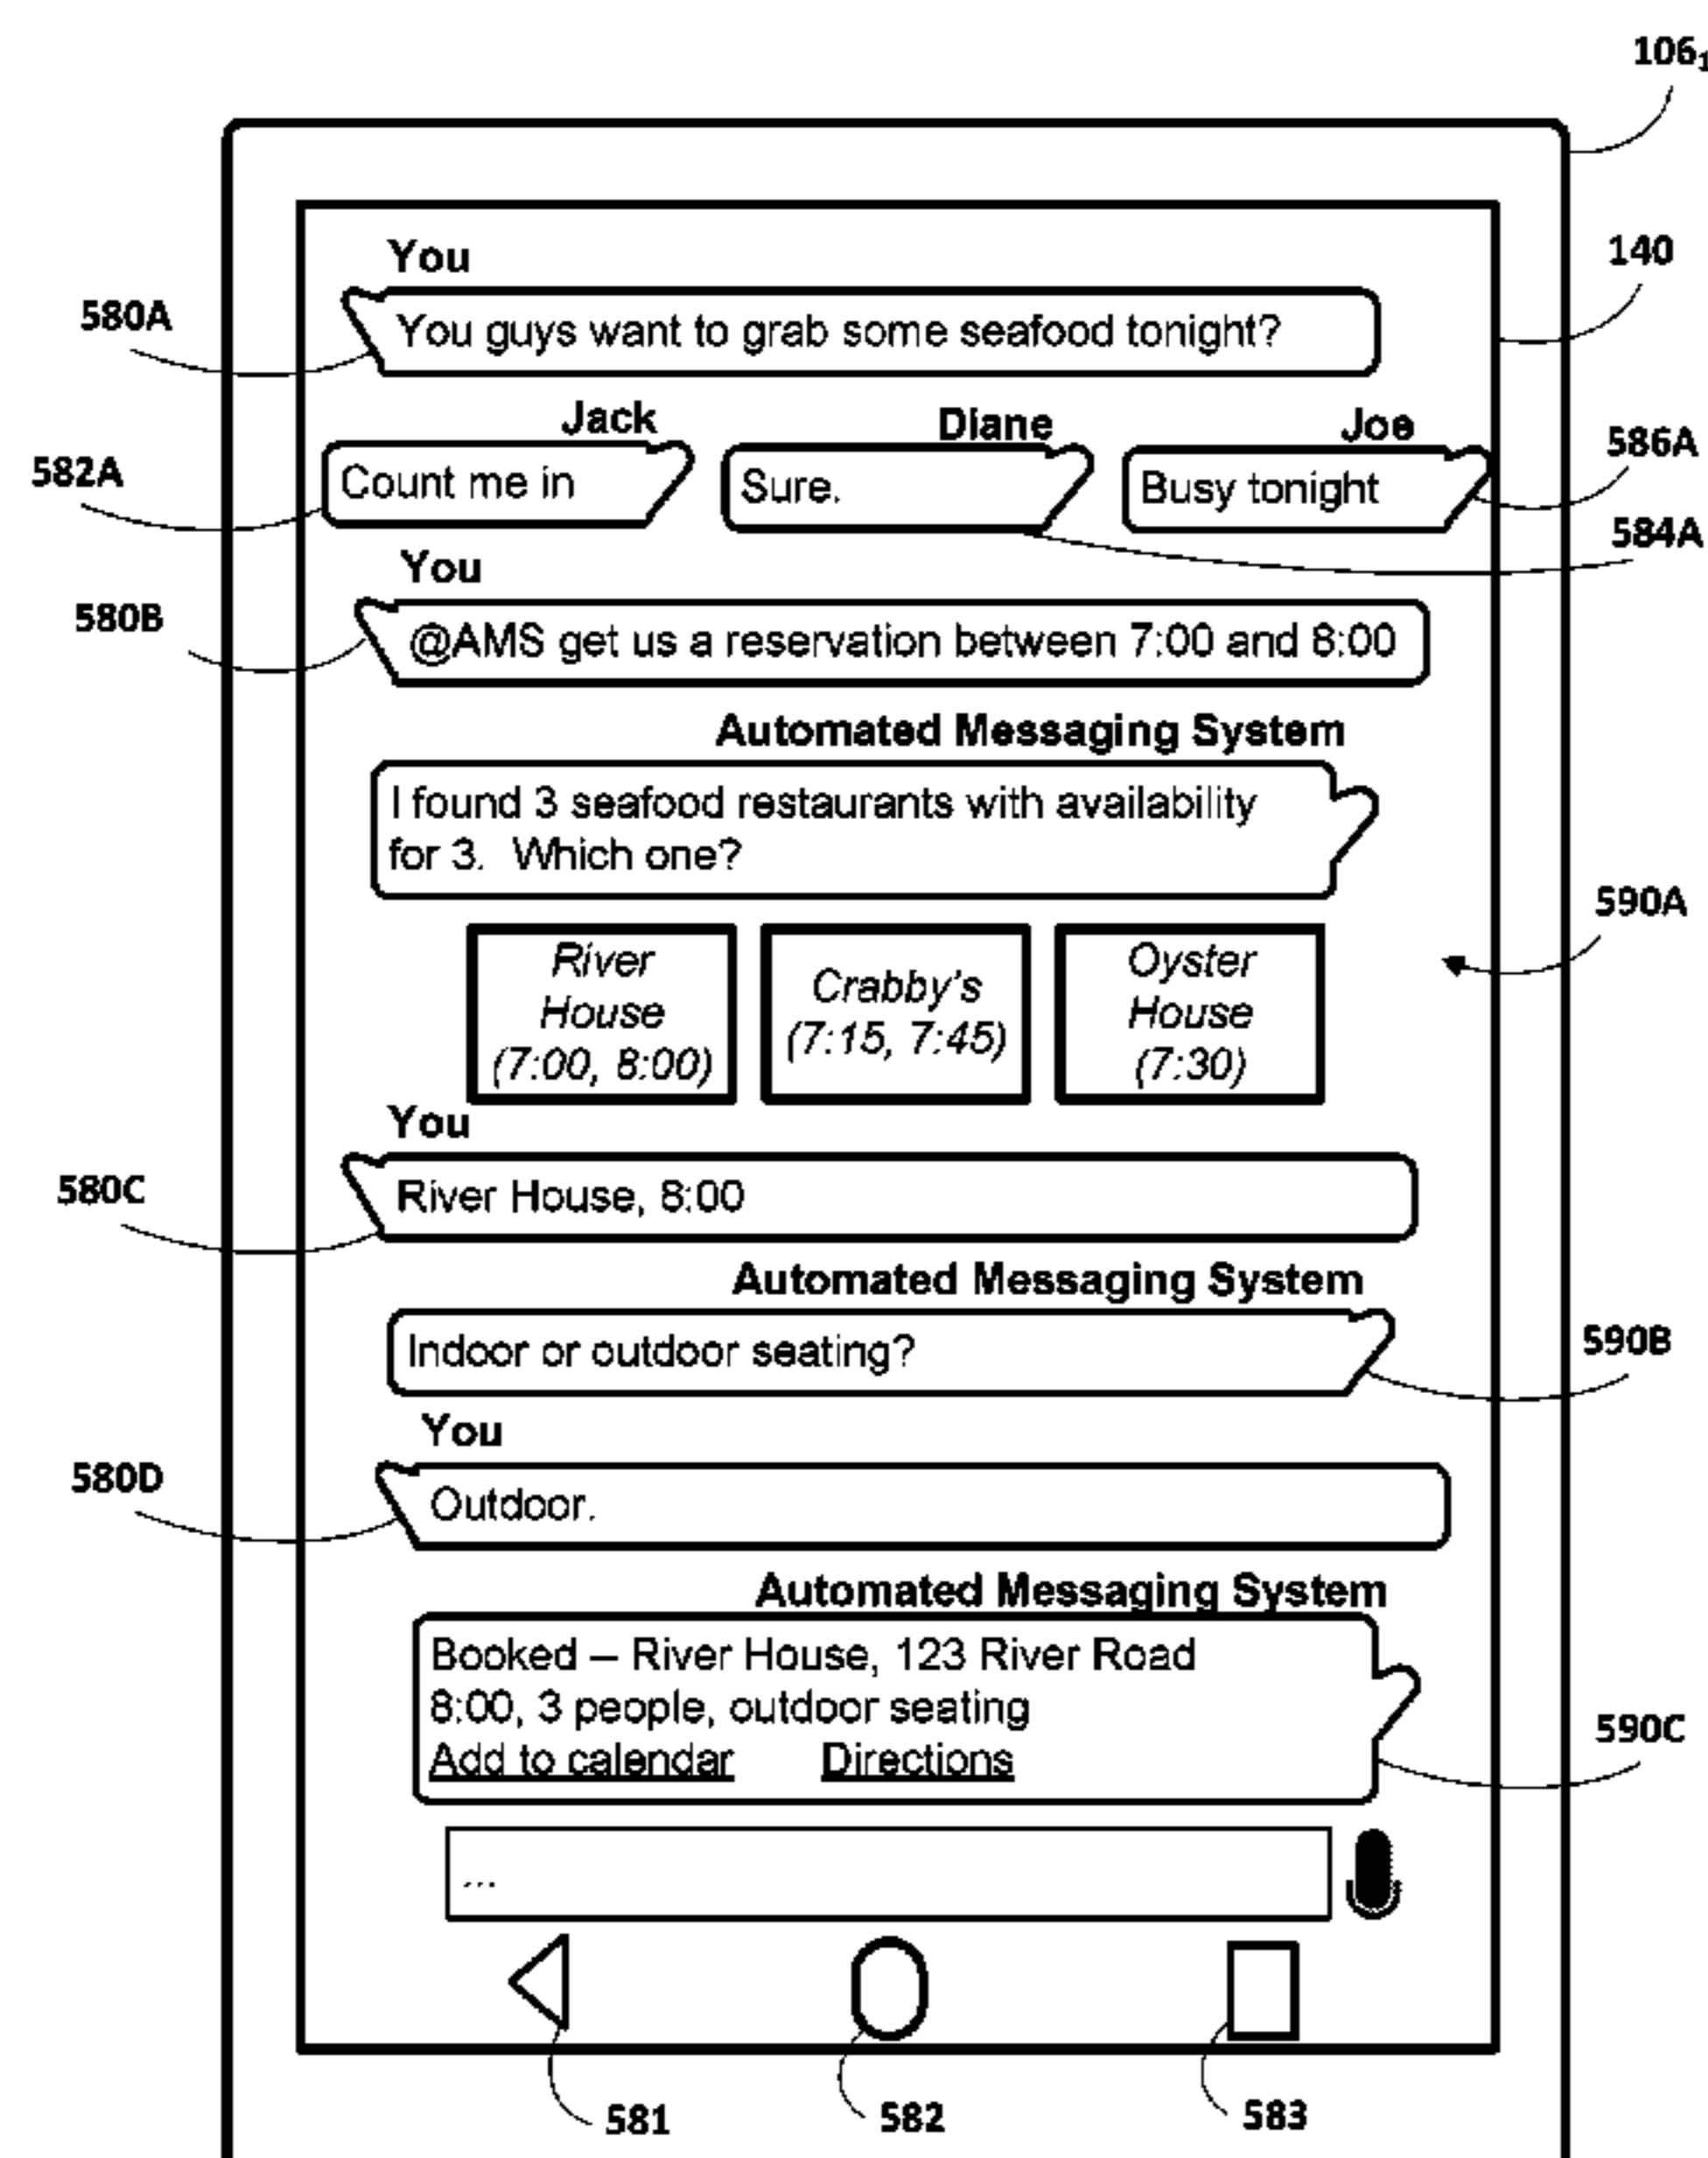 106₁
You
140
580A
You guys want to grab some seafood tonight?
Jack
Diane
Joe
586A
582A
Count me in
Sure.
Busy tonight
584A
You
580B
@AMS get us a reservation between 7:00 and 8:00
Automated Messaging System
I found 3 seafood restaurants with availability
for 3. Which one?
590A
River
House
(7:00, 8:00)
Crabby's
(7:15, 7:45)
Oyster
House
(7:30)
You
580C
River House, 8:00
Automated Messaging System
Indoor or outdoor seating?
590B
You
580D
Outdoor.
Automated Messaging System
Booked – River House, 123 River Road
8:00, 3 people, outdoor seating
Add to calendar Directions
590C
...
581
582
583